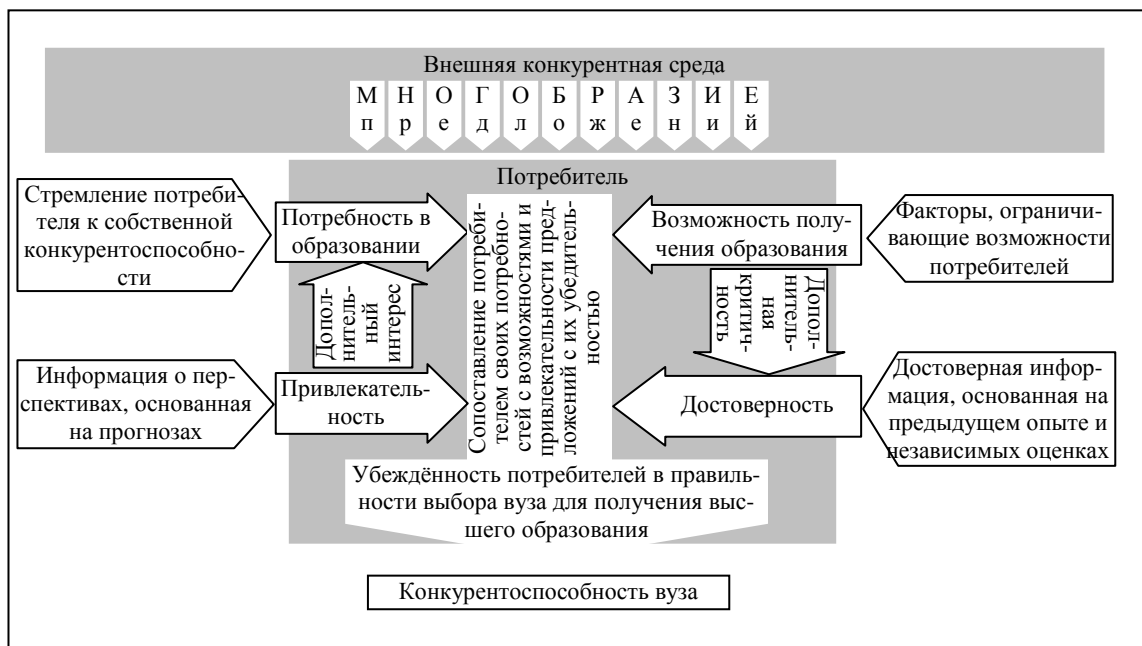 Внешняя конкурентная среда
М Н О Г О Б Р А З И Е
п р е д л о ж е н и й
Потребитель
Стремление потреби-
теля к собственной
конкурентоспособно-
сти
Потребность в
образовании
Сопоставление потреби-
телем своих потребно-
стей с возможностями и
привлекательности пред-
ложений с их убедитель-
ностью
Возможность полу-
чения образования
Факторы, ограничи-
вающие возможности
потребителей
Допол-
нитель-
ный
интерес
Допол-
нитель-
ная
критич-
ность
Информация о пер-
спективах, основанная
на прогнозах
Привлекатель-
ность
Достоверность
Достоверная инфор-
мация, основанная на
предыдущем опыте и
независимых оценках
Убеждённость потребителей в правиль-
ности выбора вуза для получения выс-
шего образования
Конкурентоспособность вуза